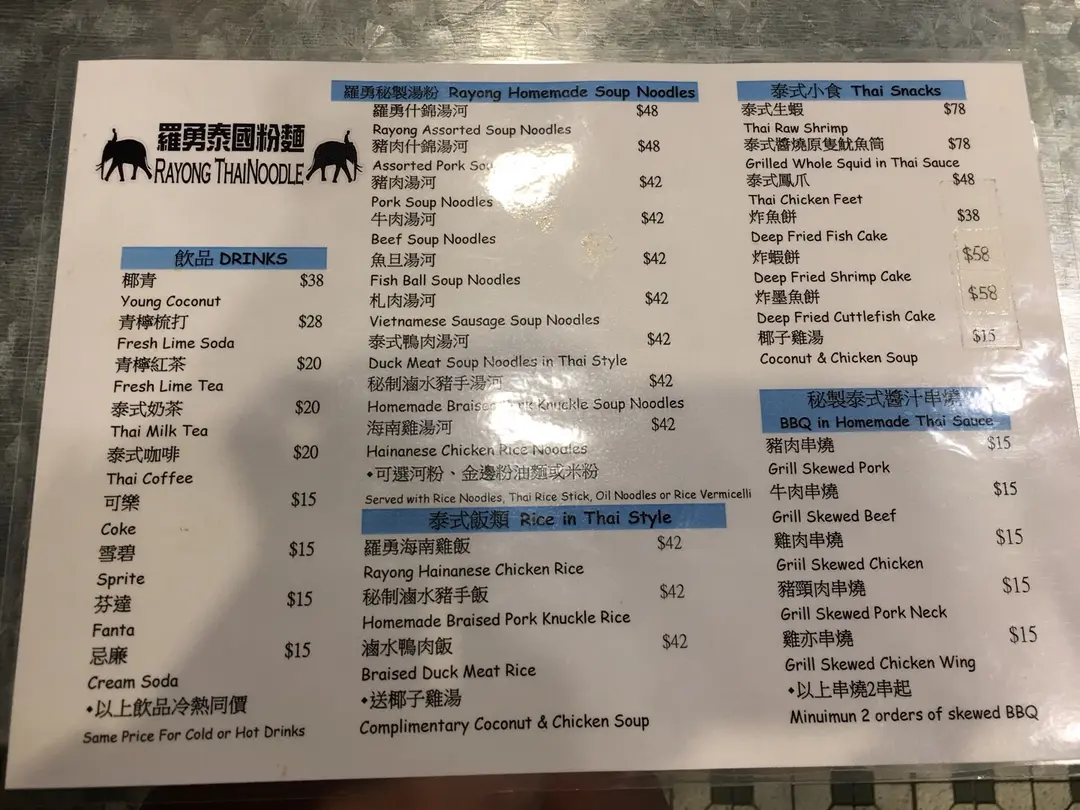 羅勇泰國粉麵
RAYONG THAINOODLE
飲品 DRINKS
椰青 $38
Young Coconut
青檸梳打 $28
Fresh Lime Soda
青檸紅茶 $20
Fresh Lime Tea
泰式奶茶 $20
Thai Milk Tea
泰式咖啡 $20
Thai Coffee
可樂 $15
Coke
雪碧 $15
Sprite
芬達 $15
Fanta
忌廉 $15
Cream Soda
•以上飲品冷熱同價
Same Price For Cold or Hot Drinks
羅勇秘製湯粉 Rayong Homemade Soup Noodles
羅勇什錦湯河 $48
Rayong Assorted Soup Noodles
豬肉什錦湯河 $48
Assorted Pork Sou
豬肉湯河 $42
Pork Soup Noodles
牛肉湯河 $42
Beef Soup Noodles
魚旦湯河 $42
Fish Ball Soup Noodles
札肉湯河 $42
Vietnamese Sausage Soup Noodles
泰式鴨肉湯河 $42
Duck Meat Soup Noodles in Thai Style
秘制滷水豬手湯河 $42
Homemade Braised Pork Knuckle Soup Noodles
海南雞湯河 $42
Hainanese Chicken Rice Noodles
•可選河粉、金邊粉油麵或米粉
Served with Rice Noodles, Thai Rice Stick, Oil Noodles or Rice Vermicelli
泰式飯類 Rice in Thai Style
羅勇海南雞飯 $42
Rayong Hainanese Chicken Rice
秘制滷水豬手飯 $42
Homemade Braised Pork Knuckle Rice
滷水鴨肉飯 $42
Braised Duck Meat Rice
•送椰子雞湯
Complimentary Coconut & Chicken Soup
泰式小食 Thai Snacks
泰式生蝦 $78
Thai Raw Shrimp
泰式醬燒原隻魷魚筒 $78
Grilled Whole Squid in Thai Sauce
泰式鳳爪 $48
Thai Chicken Feet
炸魚餅 $38
Deep Fried Fish Cake
炸蝦餅 $58
Deep Fried Shrimp Cake
炸墨魚餅 $58
Deep Fried Cuttlefish Cake
椰子雞湯 $15
Coconut & Chicken Soup
秘製泰式醬汁串燒
BBQ in Homemade Thai Sauce
豬肉串燒 $15
Grill Skewed Pork
牛肉串燒 $15
Grill Skewed Beef
雞肉串燒 $15
Griil Skewed Chicken
豬頸肉串燒 $15
Grill Skewed Pork Neck
雞亦串燒 $15
Grill Skewed Chicken Wing
•以上串燒2串起
Minuimun 2 orders of skewed BBQ